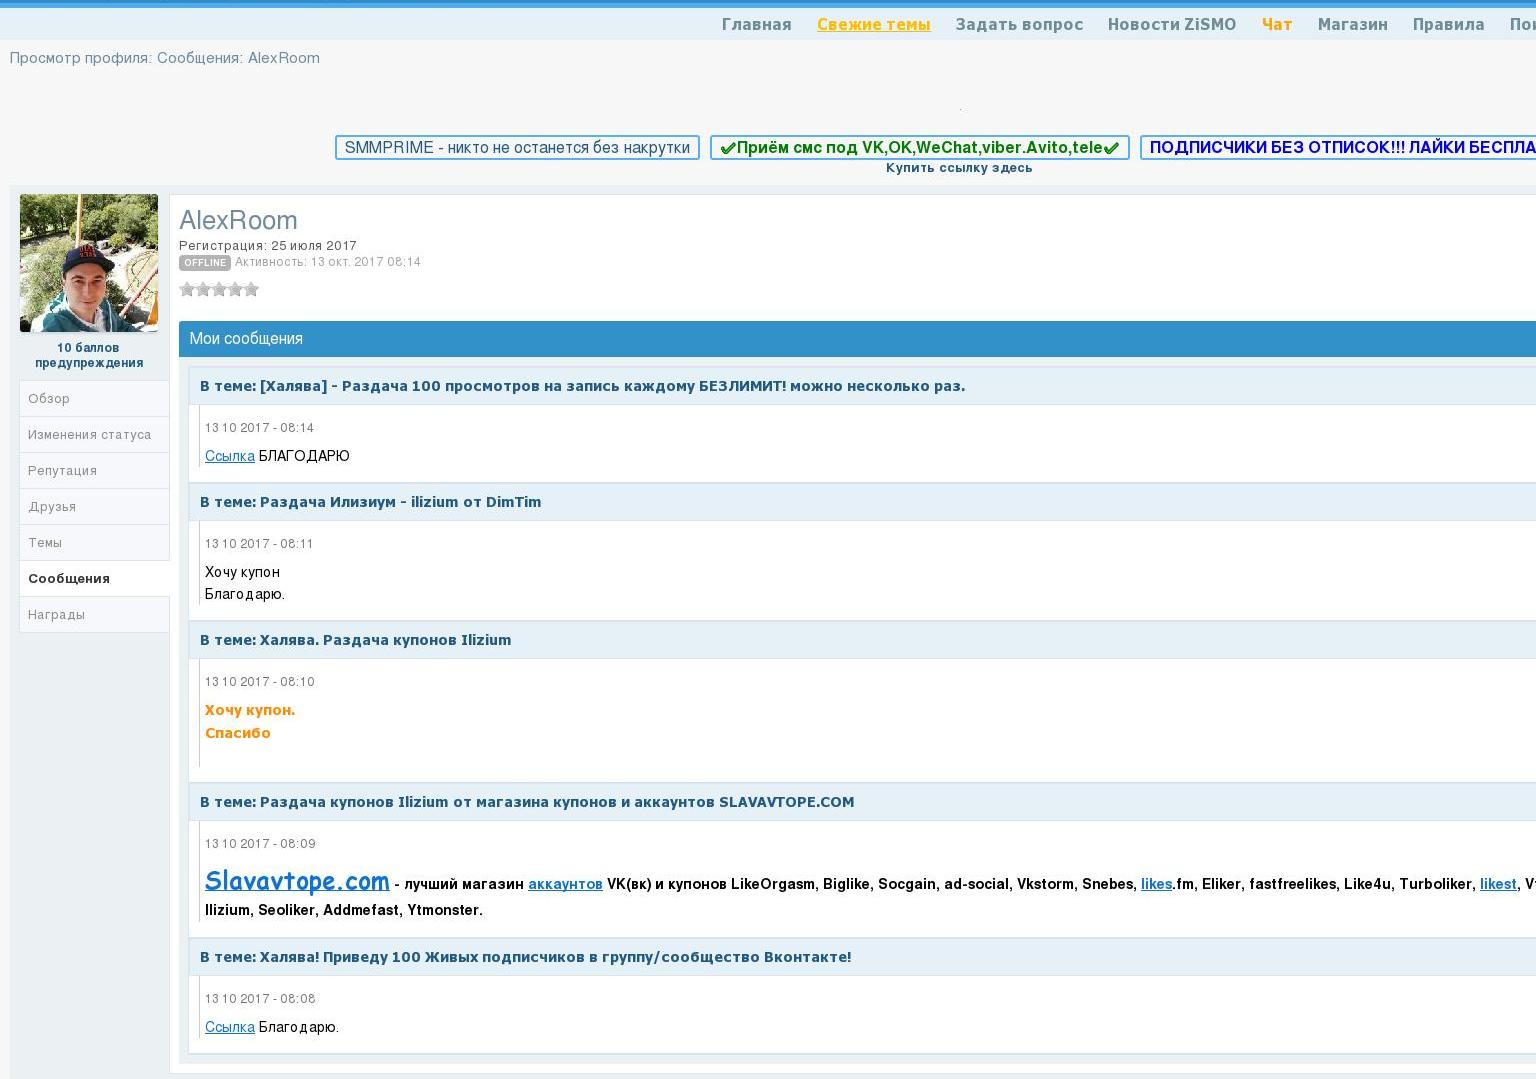 Главная Свежие темы Задать вопрос Новости ZiSMO Чат Магазин Правила
Просмотр профиля: Сообщения: AlexRoom
SMMPRIME - никто не останется без накрутки ✔Приём смс под VK,OK,WeChat,viber.Avito,tele✔ ПОДПИСЧИКИ БЕЗ ОТПИСОК!!! ЛАЙКИ
Купить ссылку здесь
AlexRoom
Регистрация: 25 июля 2017
OFFLINE Активность: 13 окт. 2017 08:14
10 баллов
предупреждения
Обзор
Изменения статуса
Репутация
Друзья
Темы
Сообщения
Награды
Мои сообщения
В теме: [Халява] - Раздача 100 просмотров на запись каждому БЕЗЛИМИТ! можно несколько раз.
13 10 2017 - 08:14
Ссылка БЛАГОДАРЮ
В теме: Раздача Илизиум - ilizium от DimTim
13 10 2017 - 08:11
Хочу купон
Благодарю.
В теме: Халява. Раздача купонов Ilizium
13 10 2017 - 08:10
Хочу купон.
Спасибо
В теме: Раздача купонов Ilizium от магазина купонов и аккаунтов SLAVAVTOPE.COM
13 10 2017 - 08:09
Slavavtope.com - лучший магазин аккаунтов VK(вк) и купонов LikeOrgasm, Biglike, Socgain, ad-social, Vkstorm, Snebes, likes.fm, Eliker, fastfreelikes, Like4u, Turboliker, likest,
Ilizium, Seoliker, Addmefast, Ytmonster.
В теме: Халява! Приведу 100 Живых подписчиков в группу/сообщество Вконтакте!
13 10 2017 - 08:08
Ссылка Благодарю.